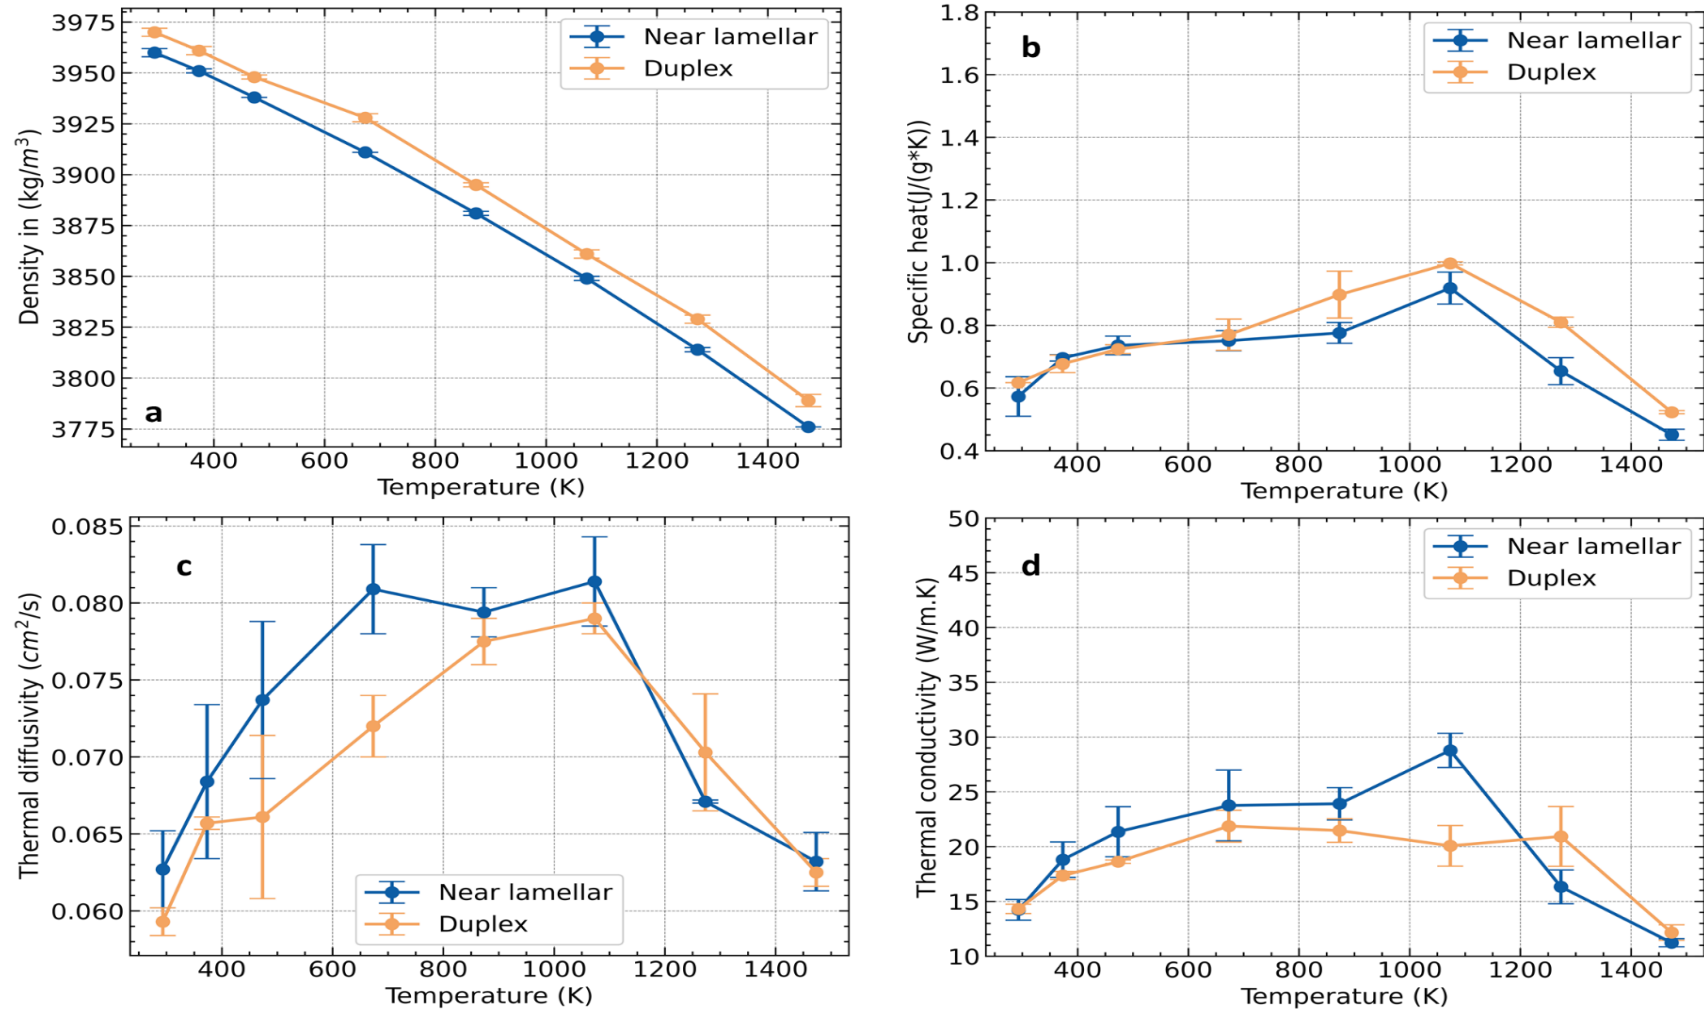 3975
3950
3925
3900
3875
3850
3825
3800
3775
Density in (kg/m³)
Near lamellar
Duplex
a
400 600 800 1000 1200 1400
Temperature (K)
1.8
1.6
1.4
1.2
1.0
0.8
0.6
0.4
Specific heat(J/(g*K))
b
Near lamellar
Duplex
400 600 800 1000 1200 1400
Temperature (K)
0.085
0.080
0.075
0.070
0.065
0.060
Thermal diffusivity (cm²/s)
c
Near lamellar
Duplex
400 600 800 1000 1200 1400
Temperature (K)
50
45
40
35
30
25
20
15
10
Thermal conductivity (W/m.K)
d
Near lamellar
Duplex
400 600 800 1000 1200 1400
Temperature (K)